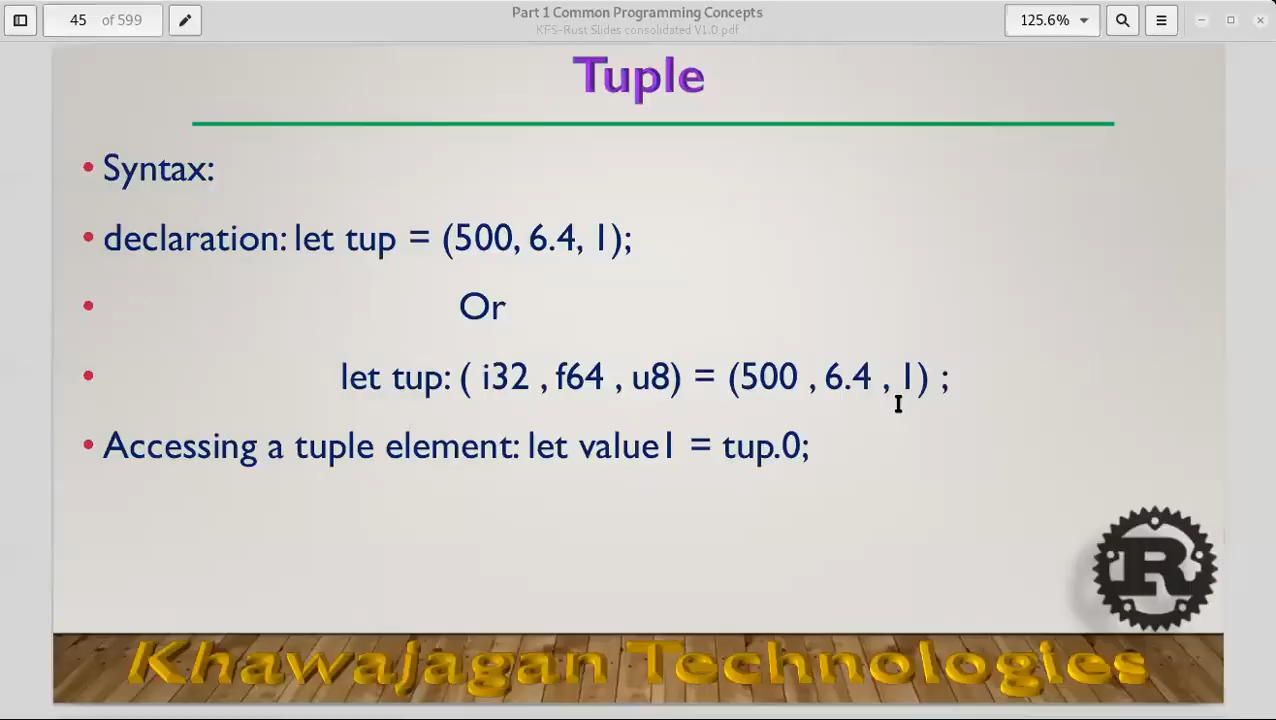 45 of 599
Part 1 Common Programming Concepts
KFS-Rust Slides consolidated V1.0.pdf
125.6%
Tuple
• Syntax:
• declaration: let tup = (500, 6.4, 1);
• Or
• let tup: ( i32 , f64 , u8) = (500 , 6.4 , 1) ;
• Accessing a tuple element: let value1 = tup.0;
R
Khawajagan Technologies